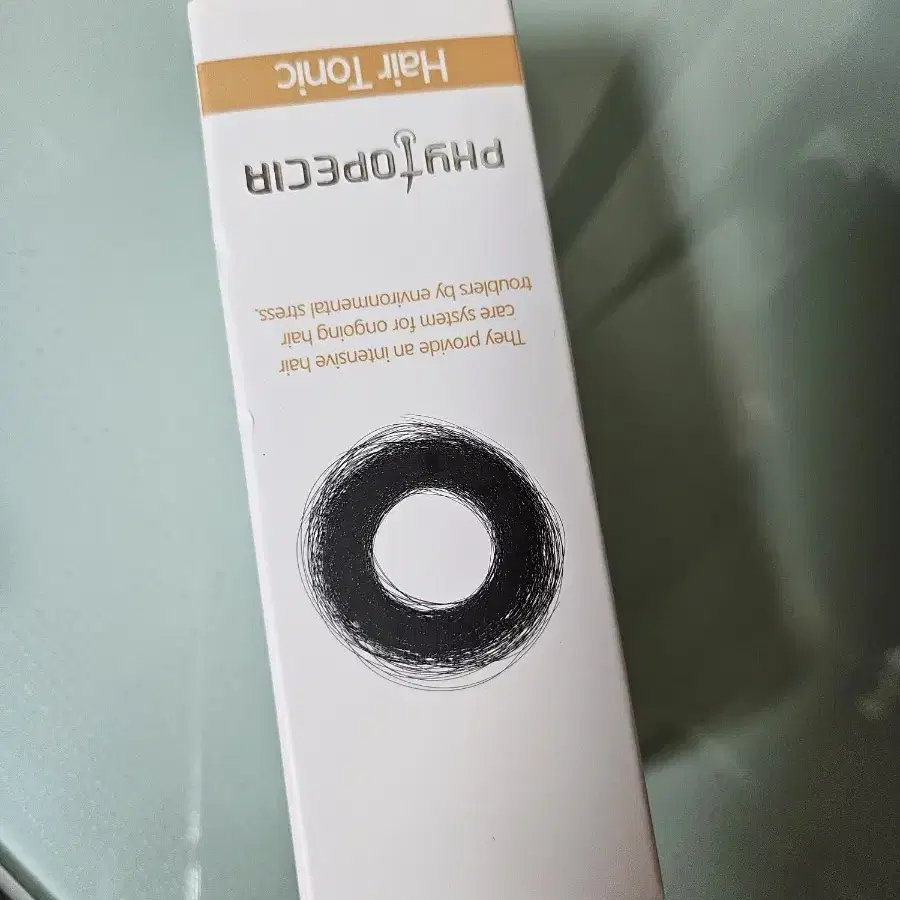 They provide an intensive hair
care system for ongoing hair
troublers by environmental stress.
PHYTOPECIA
Hair Tonic